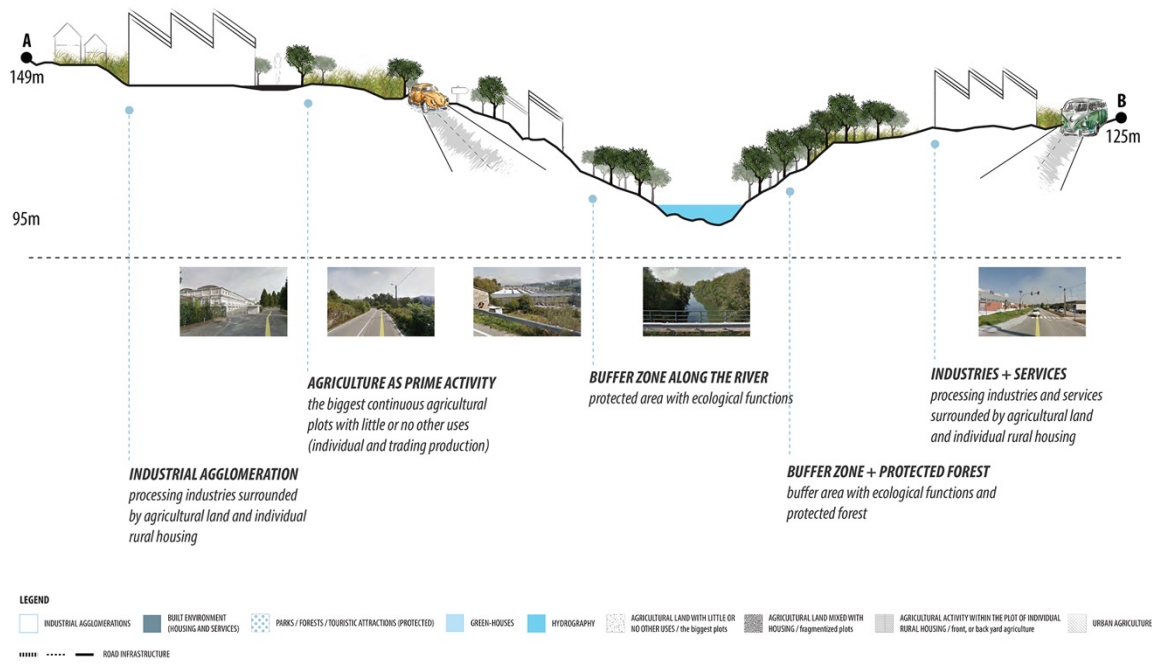 A
149m
B
125m
95m
AGRICULTURE AS PRIME ACTIVITY
the biggest continuous agricultural
plots with little or no other uses
(individual and trading production)
BUFFER ZONE ALONG THE RIVER
protected area with ecological functions
INDUSTRIES + SERVICES
processing industries and services
surrounded by agricultural land
and individual rural housing
INDUSTRIAL AGGLOMERATION
processing industries surrounded
by agricultural land and individual
rural housing
BUFFER ZONE + PROTECTED FOREST
buffer area with ecological functions and
protected forest
LEGEND
INDUSTRIAL AGGLOMERATIONS
BUILT ENVIRONMENT
(HOUSING AND SERVICES)
PARKS / FORESTS / TOURISTIC ATTRACTIONS (PROTECTED)
GREEN-HOUSES
HYDROGRAPHY
AGRICULTURAL LAND WITH LITTLE OR
NO OTHER USES / the biggest plots
AGRICULTURAL LAND MIXED WITH
HOUSING / fragmentized plots
AGRICULTURAL ACTIVITY WITHIN THE PLOT OF INDIVIDUAL
RURAL HOUSING / front, or back yard agriculture
URBAN AGRICULTURE
ROAD INFRASTRUCTURE